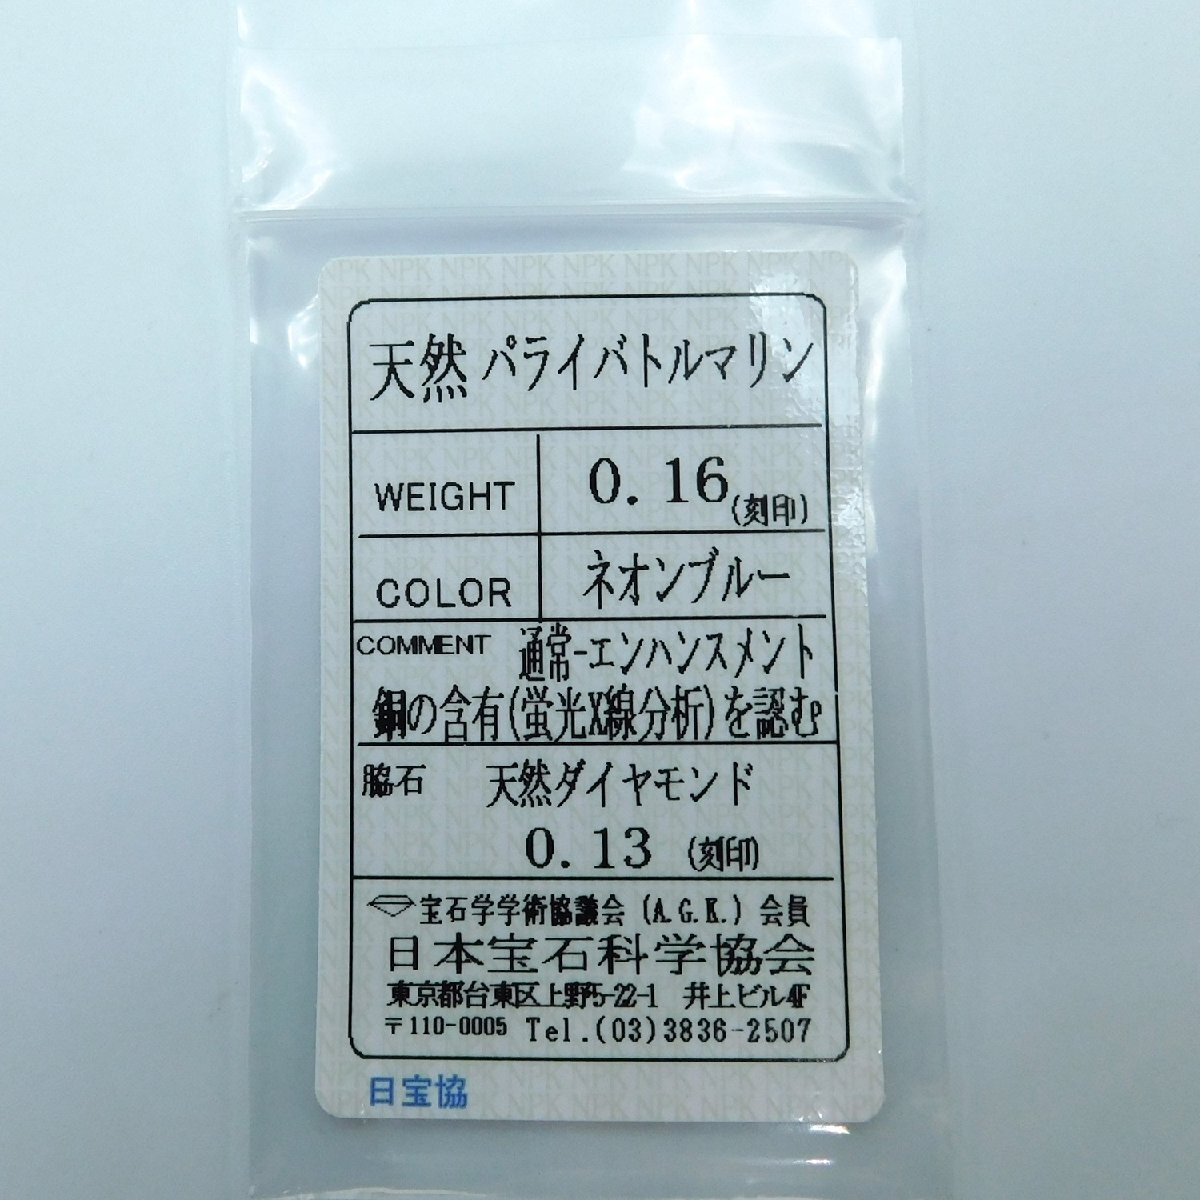 天然パライバトルマリン
WEIGHT 0.16(刻印)
COLOR ネオンブルー
COMMENT 通常-エンハンスメント
銅の含有(蛍光X線分析)を認む
脇石 天然ダイヤモンド
0.13 (刻印)
宝石学学術協議会(A.G.K.)会員
日本宝石科学協会
東京都台東区上野5-22-1 井上ビル4F
〒110-0005 Tel.(03)3836-2507
日宝協